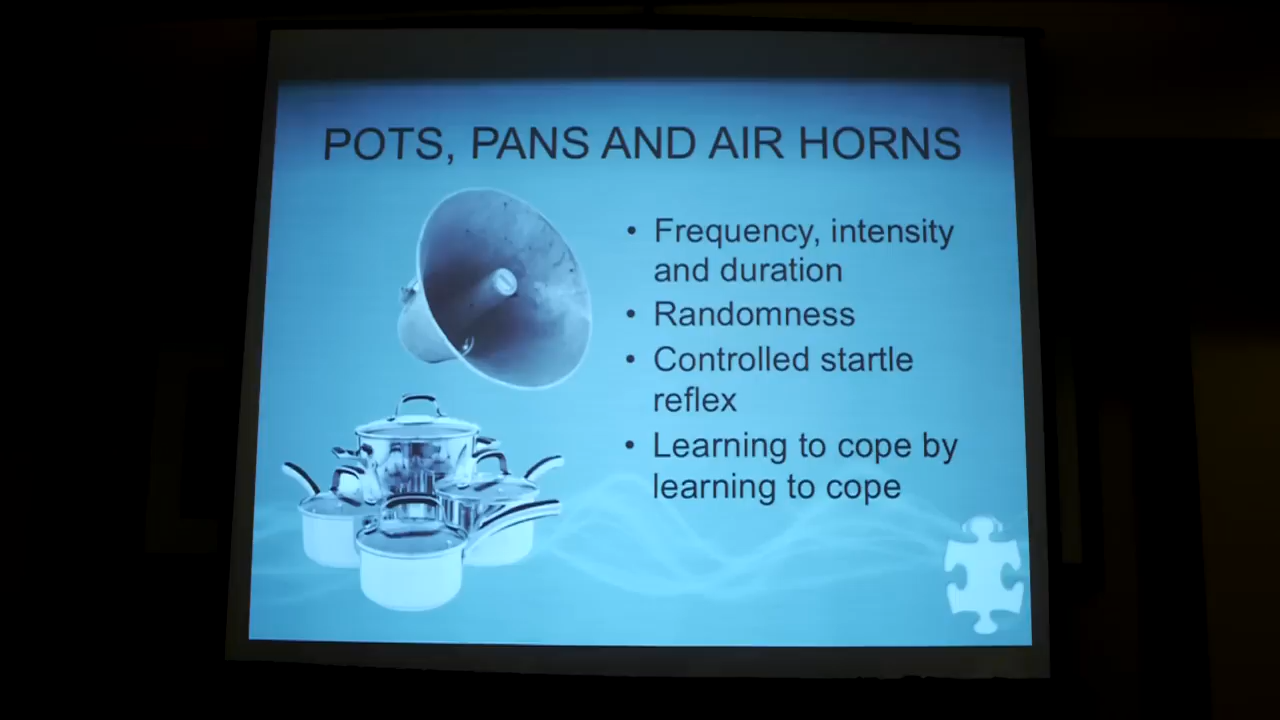 POTS, PANS AND AIR HORNS
• Frequency, intensity
and duration
• Randomness
• Controlled startle
reflex
• Learning to cope by
learning to cope